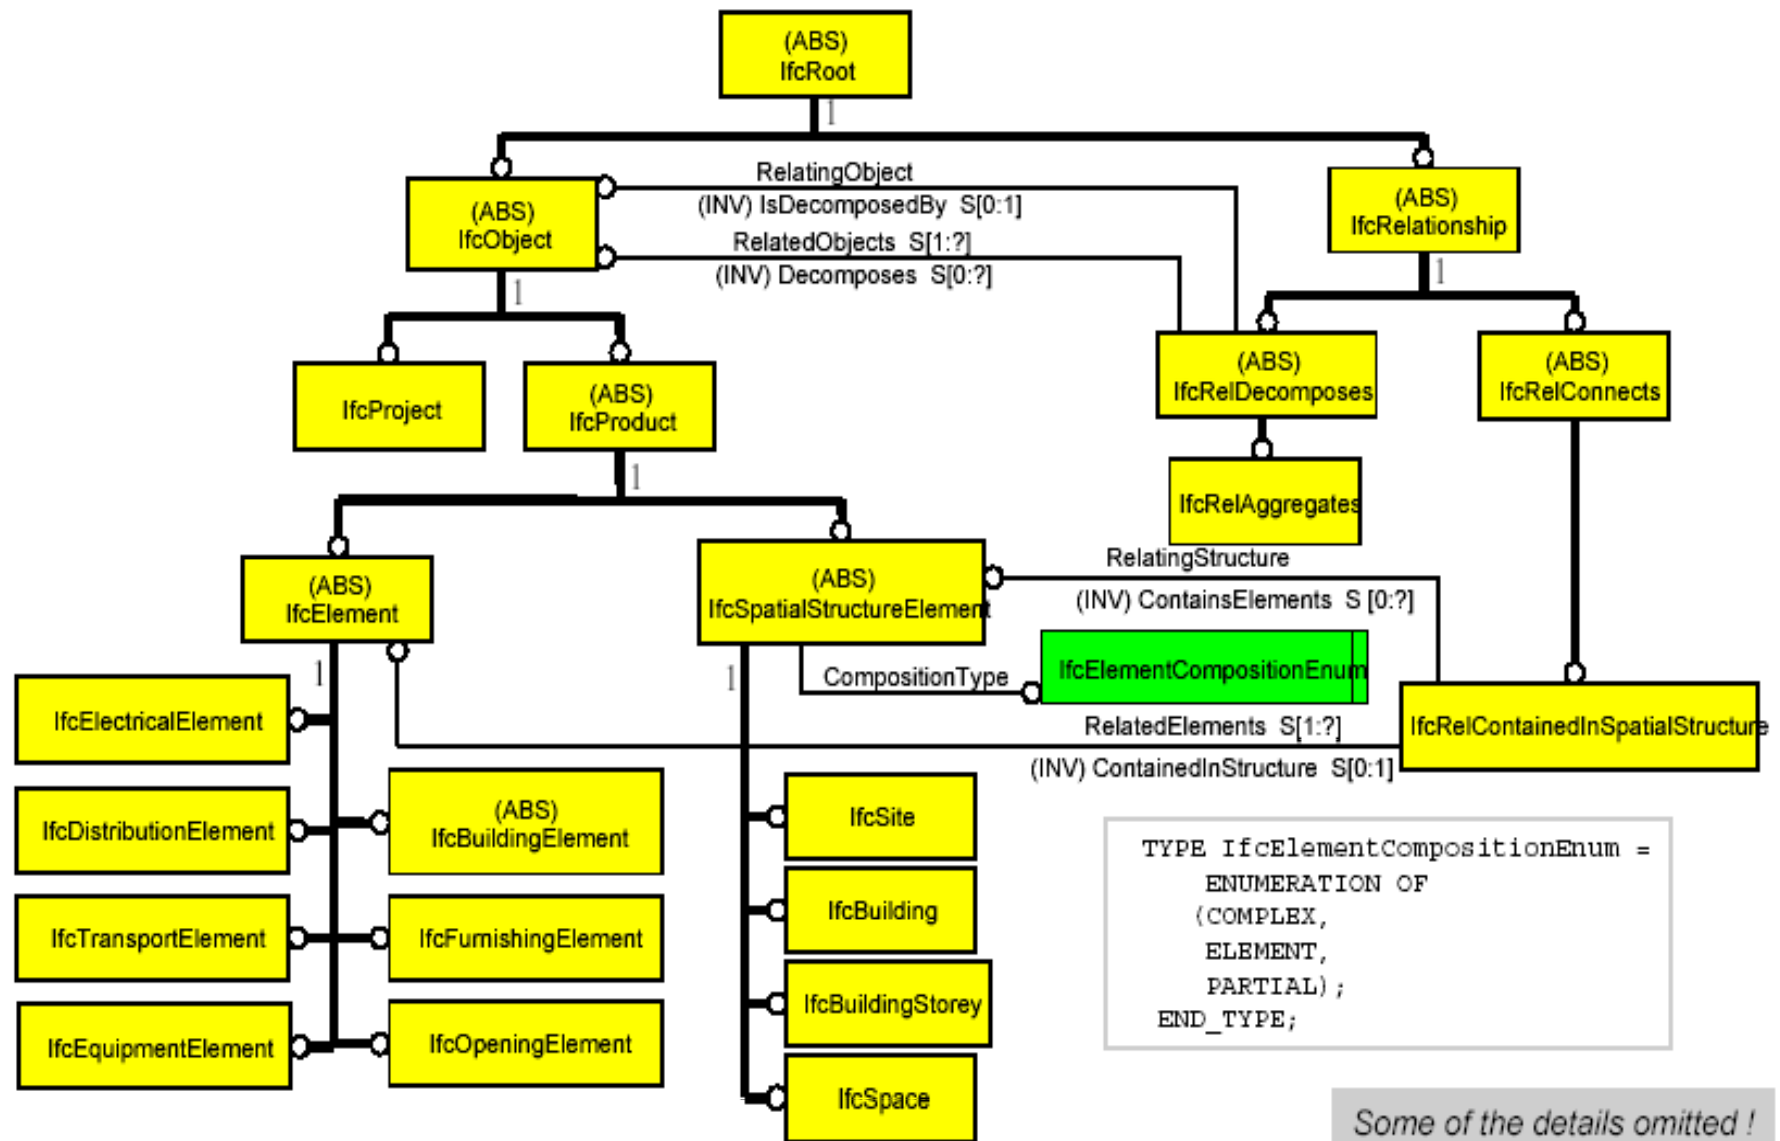 (ABS)
IfcRoot
1
RelatingObject
(INV) IsDecomposedBy S[0:1]
RelatedObjects S[1:?]
(INV) Decomposes S[0:?]
(ABS)
IfcObject
1
(ABS)
IfcRelationship
1
IfcProject
(ABS)
IfcProduct
1
(ABS)
IfcRelDecomposes
(ABS)
IfcRelConnects
IfcRelAggregates
(ABS)
IfcElement
1
(ABS)
IfcSpatialStructureElement
1
RelatingStructure
(INV) ContainsElements S [0:?]
CompositionType
IfcElementCompositionEnum
RelatedElements S[1:?]
(INV) ContainedInStructure S[0:1]
IfcRelContainedInSpatialStructure
IfcElectricalElement
IfcDistributionElement
(ABS)
IfcBuildingElement
IfcTransportElement
IfcFurnishingElement
IfcEquipmentElement
IfcOpeningElement
IfcSite
IfcBuilding
IfcBuildingStorey
IfcSpace
TYPE IfcElementCompositionEnum =
ENUMERATION OF
(COMPLEX,
ELEMENT,
PARTIAL);
END_TYPE;
Some of the details omitted !